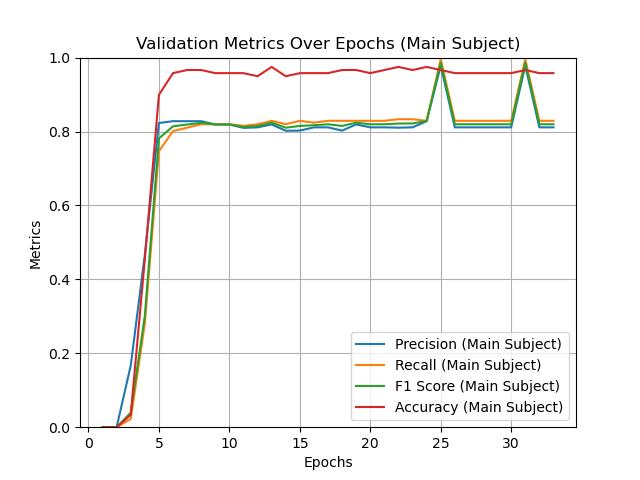 Validation Metrics Over Epochs (Main Subject)
1.0
0.8
0.6
0.4
0.2
0.0
Metrics
0 5 10 15 20 25 30
Epochs
Precision (Main Subject)
Recall (Main Subject)
F1 Score (Main Subject)
Accuracy (Main Subject)